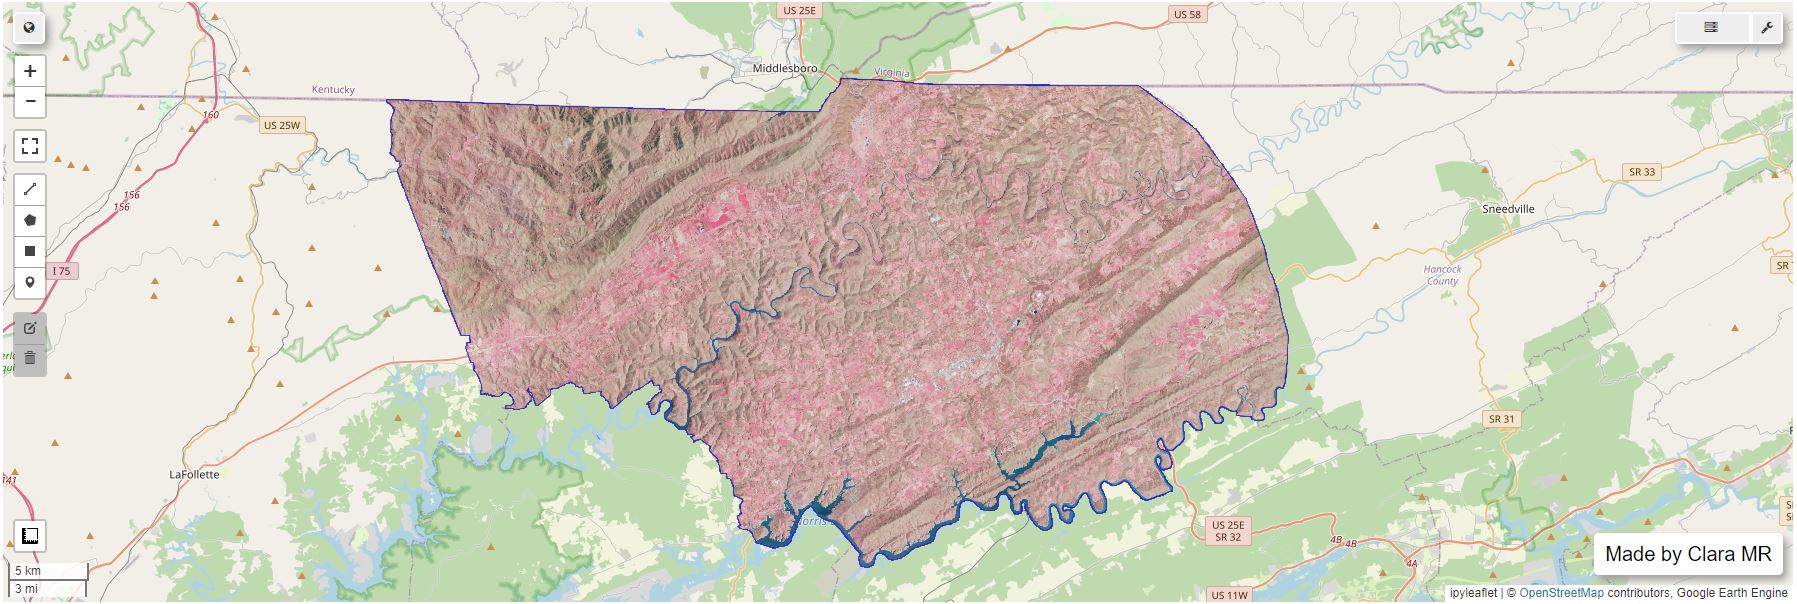 US 25E
US 58
Middlesboro
Virginia
Kentucky
160
US 25W
SR 33
156
156
Sneedville
I 75
Hancock
County
SR
SR 31
LaFollette
141
Norris
US 25E
SR 32
4B
4B
4A
Made by Clara MR
5 km
3 mi
US 11W
ipyleaflet | © OpenStreetMap contributors, Google Earth Engine